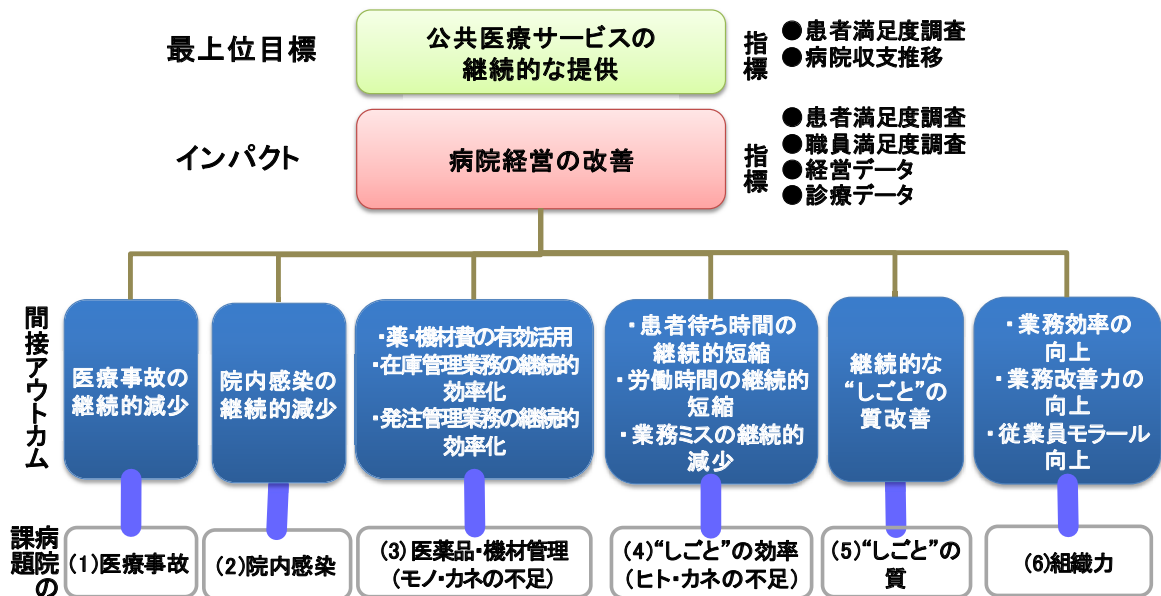 最上位目標
公共医療サービスの
継続的な提供
指標
●患者満足度調査
●病院収支推移
インパクト
病院経営の改善
指標
●患者満足度調査
●職員満足度調査
●経営データ
●診療データ
間接アウトカム
医療事故の
継続的減少
院内感染の
継続的減少
・薬・機材費の有効活用
・在庫管理業務の継続的
効率化
・発注管理業務の継続的
効率化
・患者待ち時間の
継続的短縮
・労働時間の継続的
短縮
・業務ミスの継続的
減少
継続的な
“しごと”の
質改善
・業務効率の
向上
・業務改善力の
向上
・従業員モラール
向上
病院の
課題
(1)医療事故
(2)院内感染
(3)医薬品・機材管理
(モノ・カネの不足)
(4)“しごと”の効率
(ヒト・カネの不足)
(5)“しごと”の
質
(6)組織力